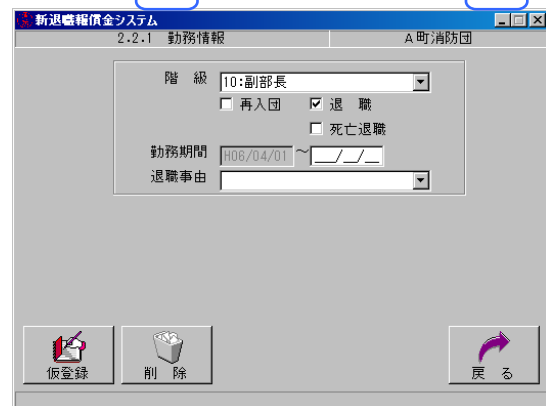 新退職報償金システム
2.2.1 勤務情報 A町消防団
階 級 10:副部長
再入団 退 職
死亡退職
勤務期間 H06/04/01 ~ __/__/__
退職事由
仮登録 削 除 戻 る